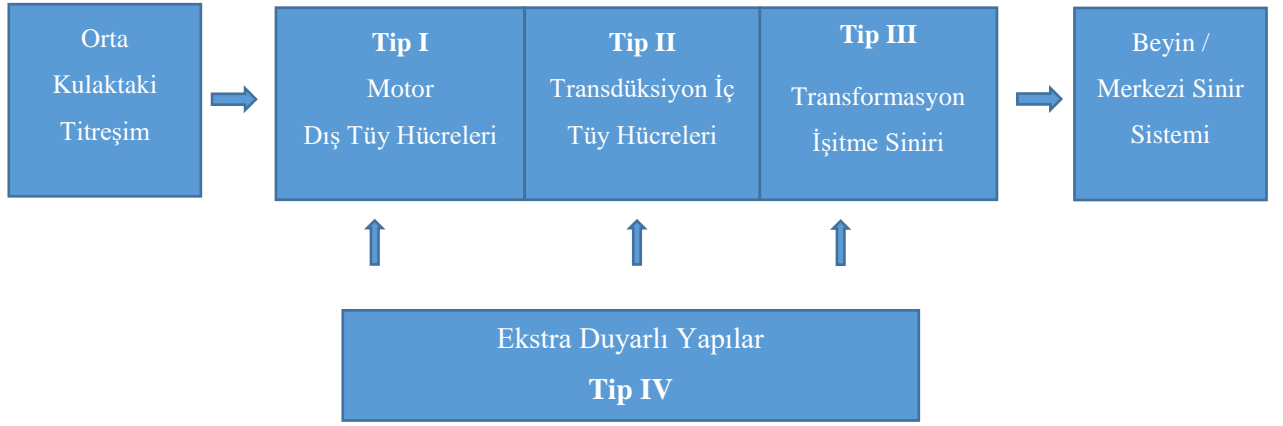 Orta
Kulaktaki
Titreşim
Tip I
Motor
Dış Tüy Hücreleri
Tip II
Transdüksiyon İç
Tüy Hücreleri
Tip III
Transformasyon
İşitme Siniri
Beyin /
Merkezi Sinir
Sistemi
Ekstra Duyarlı Yapılar
Tip IV